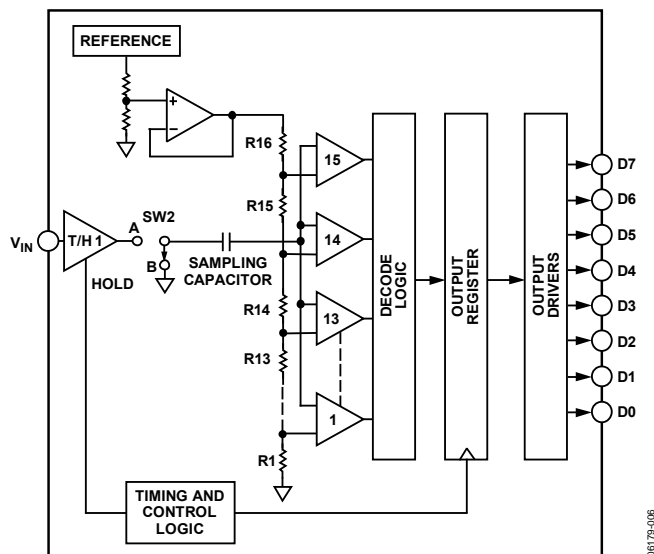 REFERENCE
+
−
R16
15
R15
14
R14
13
R13
1
R1
VIN
T/H 1
A
SW2
B
HOLD
SAMPLING
CAPACITOR
DECODE
LOGIC
OUTPUT
REGISTER
OUTPUT
DRIVERS
D7
D6
D5
D4
D3
D2
D1
D0
TIMING AND
CONTROL
LOGIC
06179-006